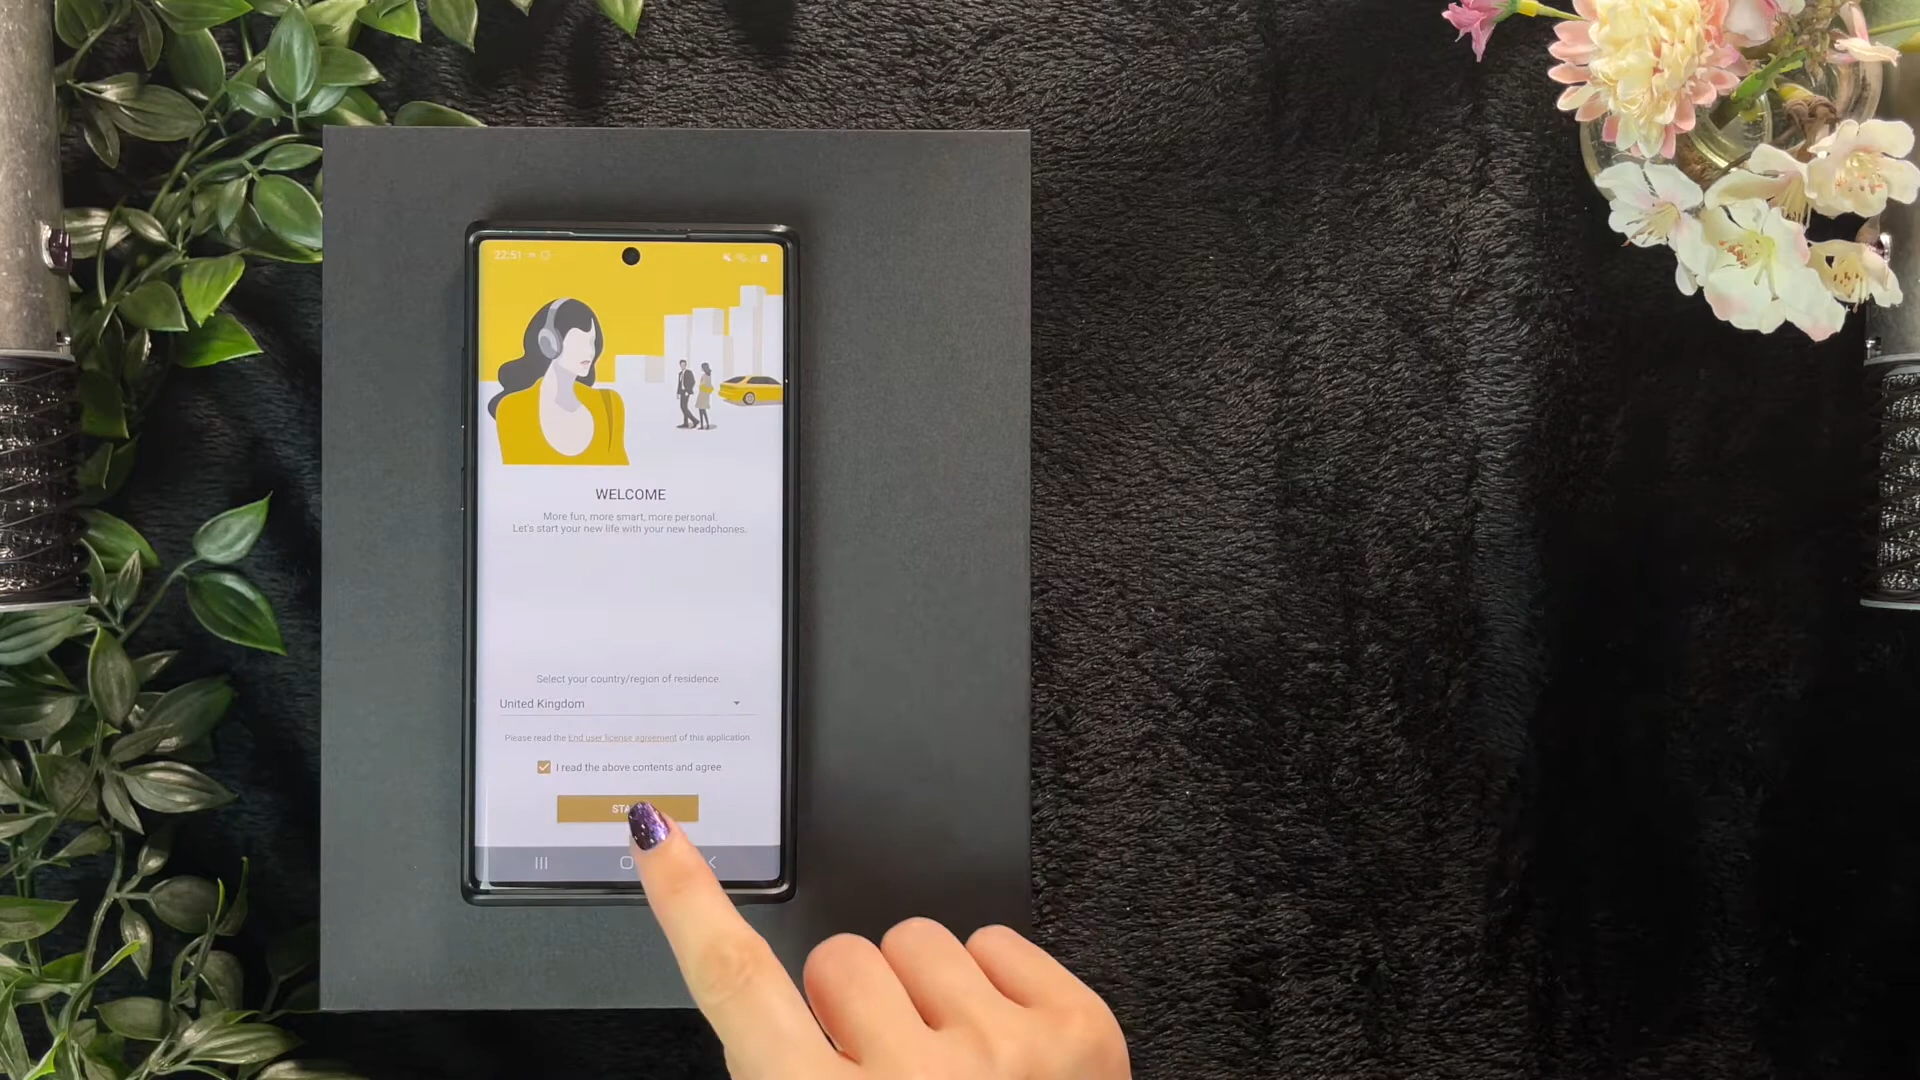 22:51
WELCOME
More fun, more smart, more personal.
Let's start your new life with your new headphones.
Select your country/region of residence.
United Kingdom
Please read the End user license agreement of this application.
I read the above contents and agree.